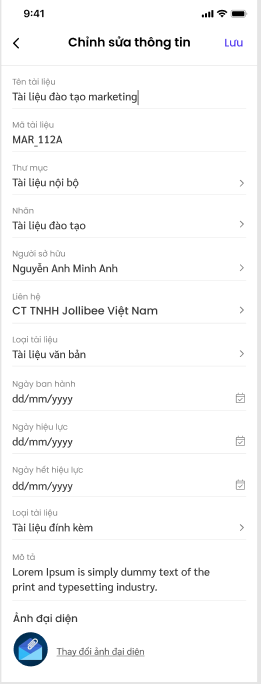 9:41
Chỉnh sửa thông tin
Lưu
Tên tài liệu
Tài liệu đào tạo marketing
Mã tài liệu
MAR_112A
Thư mục
Tài liệu nội bộ
Nhãn
Tài liệu đào tạo
Người sở hữu
Nguyễn Anh Minh Anh
Liên hệ
CT TNHH Jollibee Việt Nam
Loại tài liệu
Tài liệu văn bản
Ngày ban hành
dd/mm/yyyy
Ngày hiệu lực
dd/mm/yyyy
Ngày hết hiệu lực
dd/mm/yyyy
Loại tài liệu
Tài liệu đính kèm
Mô tả
Lorem Ipsum is simply dummy text of the
print and typesetting industry.
Ảnh đại diện
Thay đổi ảnh đại diện